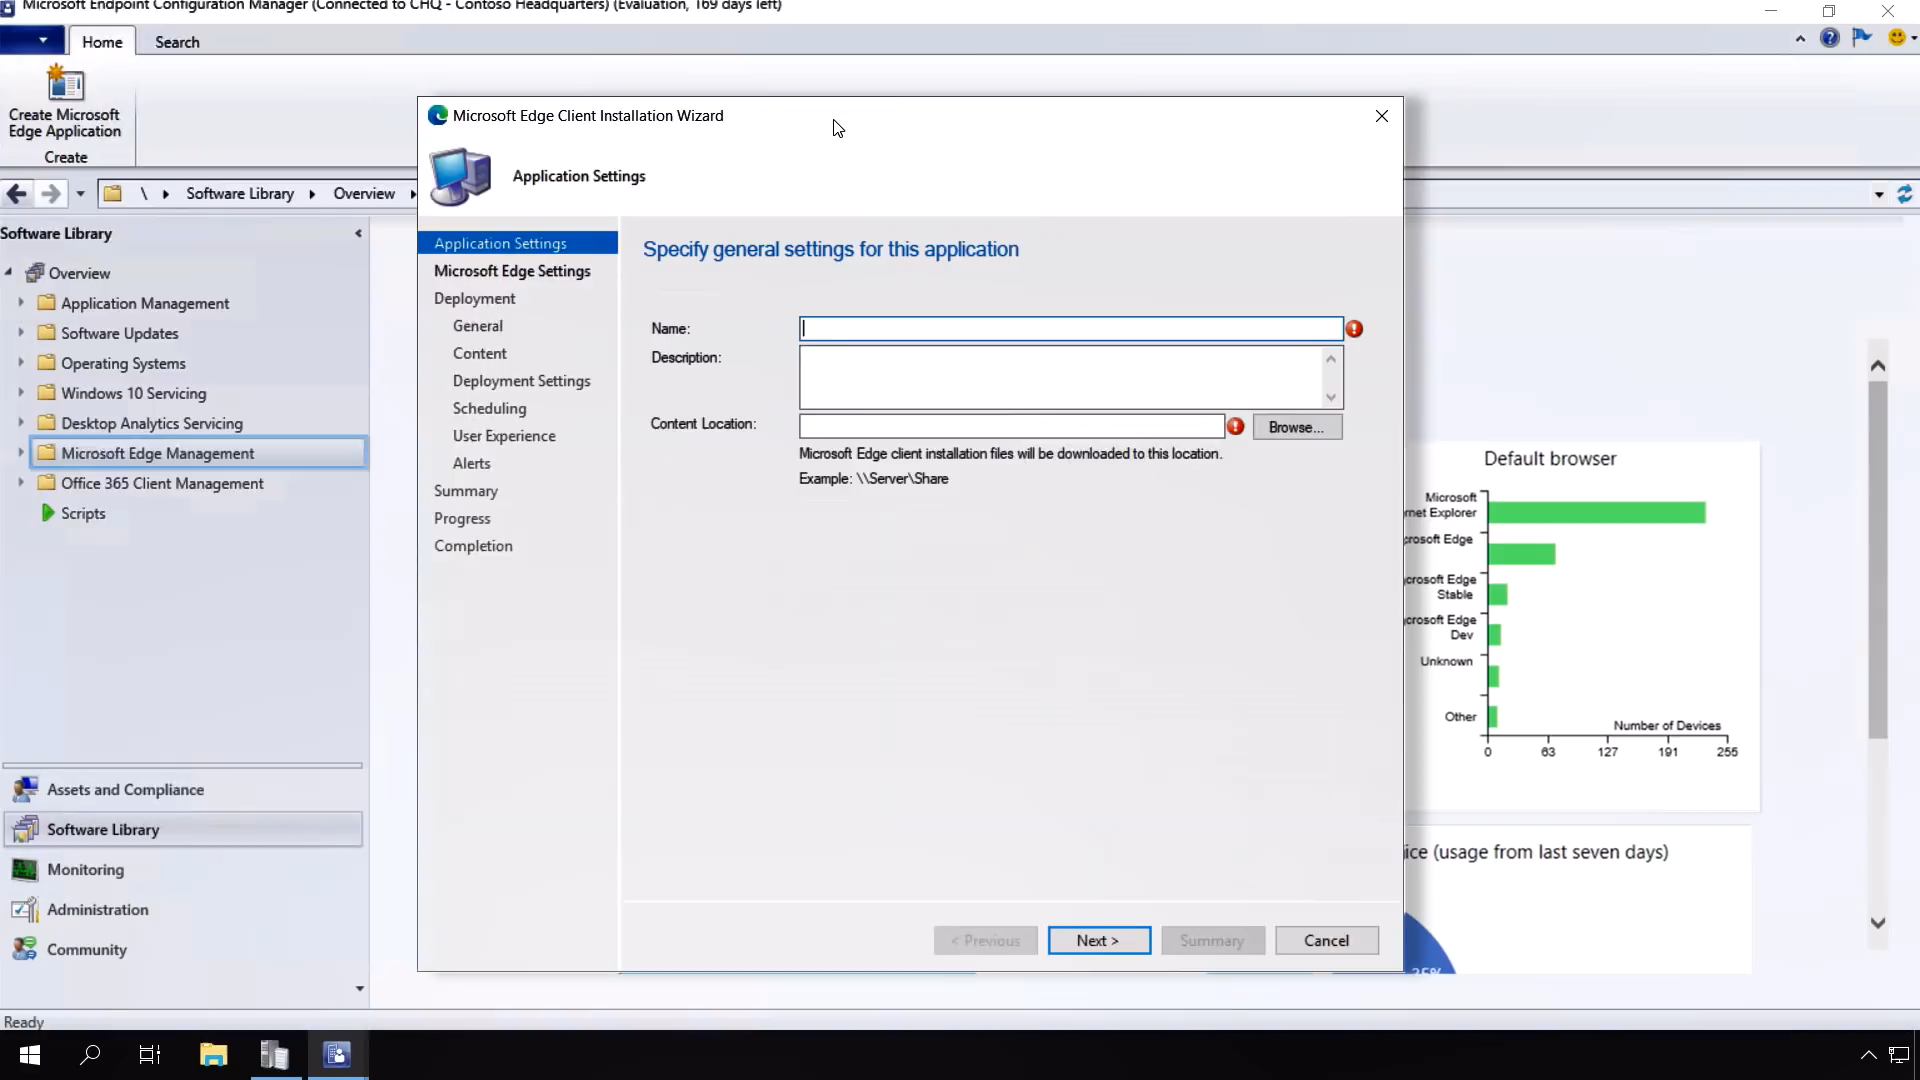 Microsoft Endpoint Configuration Manager (Connected to CHQ - Contoso Headquarters) (Evaluation, 169 days left)
Home
Search
Create Microsoft
Edge Application
Create
\
Software Library
Overview
Software Library
Overview
Application Management
Software Updates
Operating Systems
Windows 10 Servicing
Desktop Analytics Servicing
Microsoft Edge Management
Office 365 Client Management
Scripts
Assets and Compliance
Software Library
Monitoring
Administration
Community
Ready
Microsoft Edge Client Installation Wizard
Application Settings
Application Settings
Microsoft Edge Settings
Deployment
General
Content
Deployment Settings
Scheduling
User Experience
Alerts
Summary
Progress
Completion
Specify general settings for this application
Name:
Description:
Content Location:
Browse...
Microsoft Edge client installation files will be downloaded to this location.
Example: \\Server\Share
< Previous
Next >
Summary
Cancel
Default browser
Microsoft
rnet Explorer
crosoft Edge
crosoft Edge
Stable
crosoft Edge
Dev
Unknown
Other
Number of Devices
0 63 127 191 255
ice (usage from last seven days)